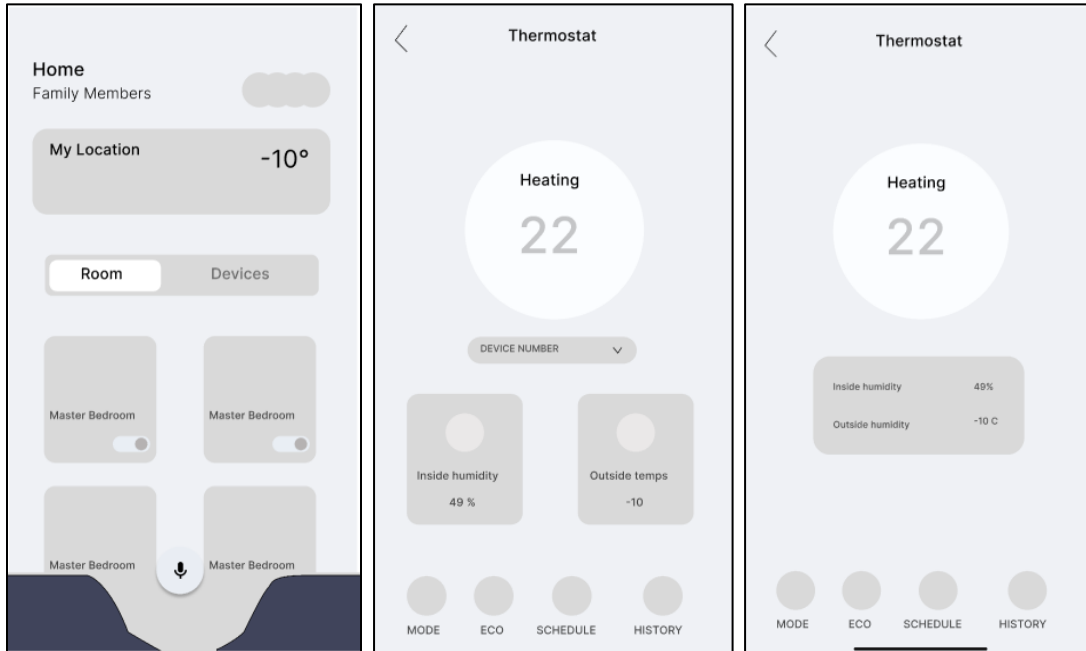 Home
Family Members
My Location
-10°
Room Devices
Master Bedroom Master Bedroom
Master Bedroom Master Bedroom
Thermostat
Heating
22
DEVICE NUMBER
Inside humidity Outside temps
49 % -10
MODE ECO SCHEDULE HISTORY
Thermostat
Heating
22
Inside humidity 49%
Outside humidity -10 C
MODE ECO SCHEDULE HISTORY